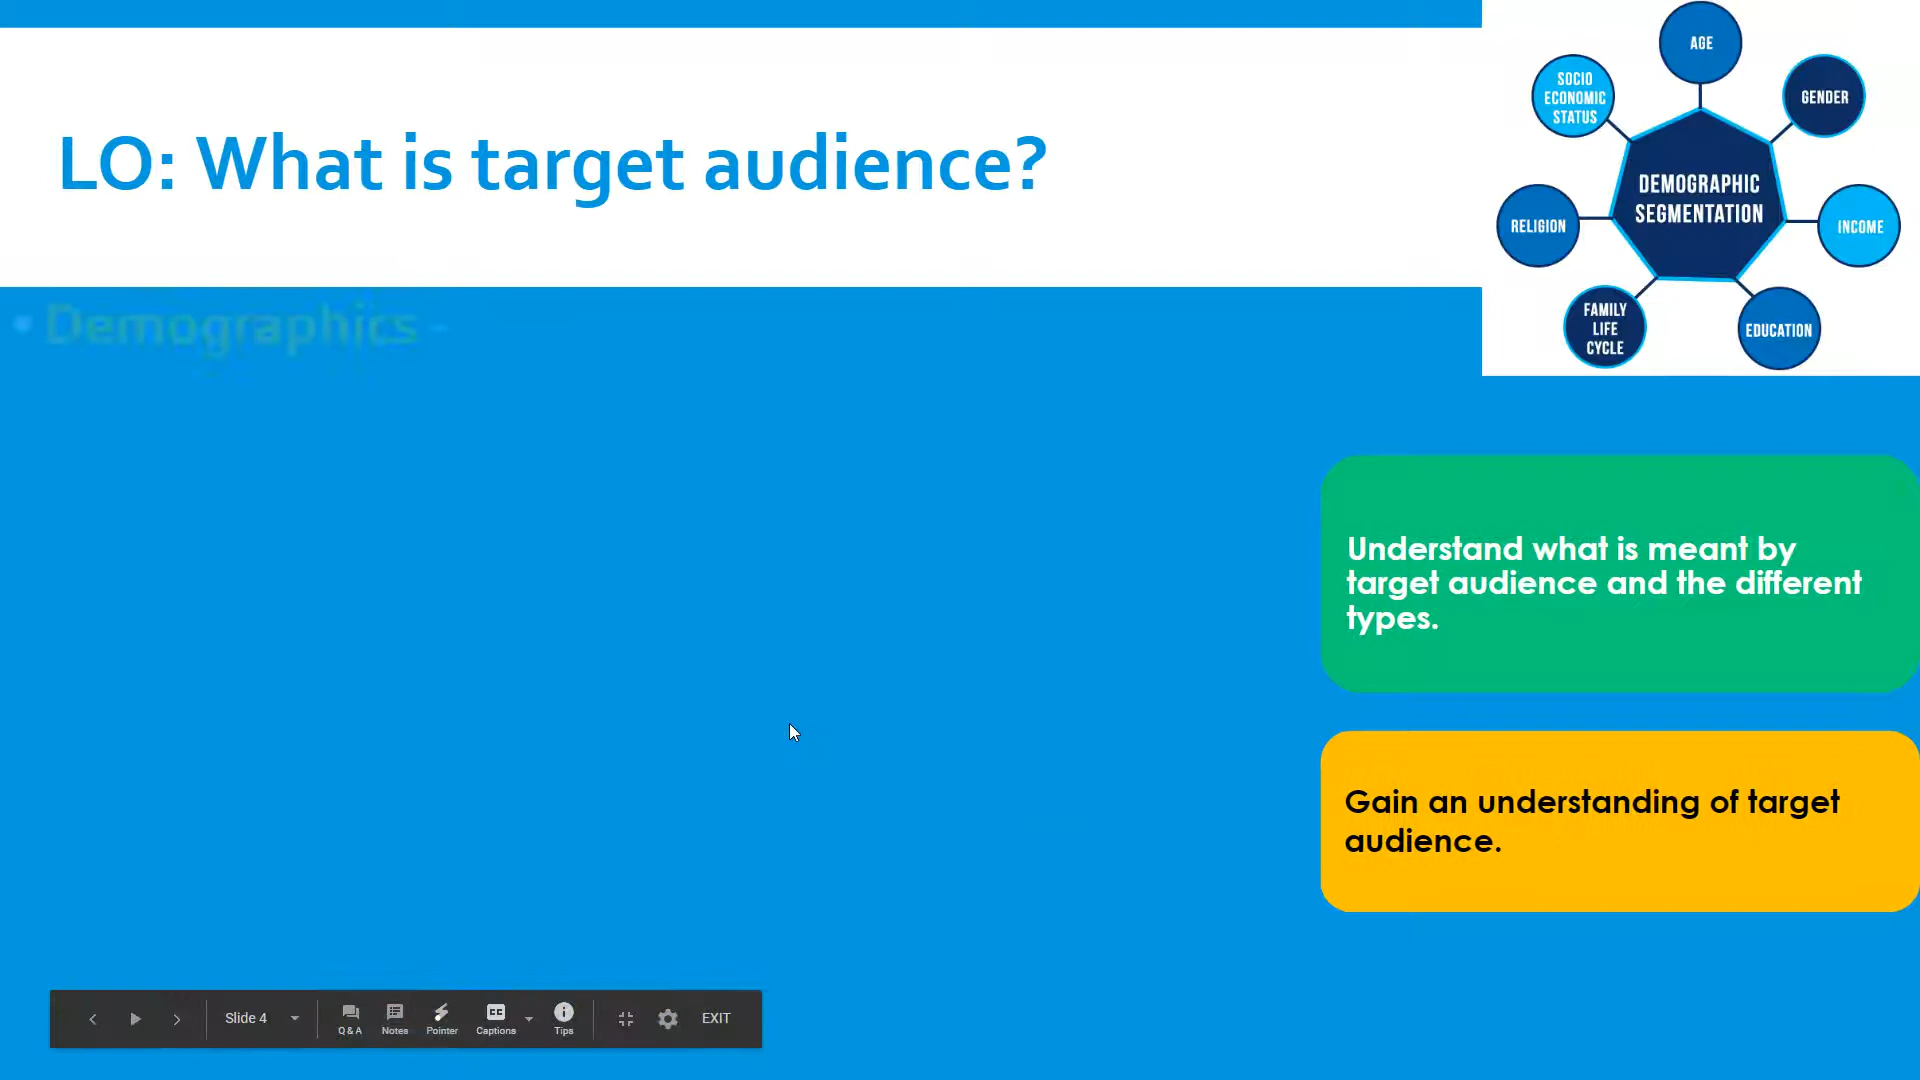 LO: What is target audience?
AGE
SOCIO
ECONOMIC
STATUS
GENDER
DEMOGRAPHIC
SEGMENTATION
RELIGION
INCOME
FAMILY
LIFE
CYCLE
EDUCATION
• Demographics -
Understand what is meant by
target audience and the different
types.
Gain an understanding of target
audience.
Slide 4
Q & A
Notes
Pointer
CC
Captions
Tips
EXIT